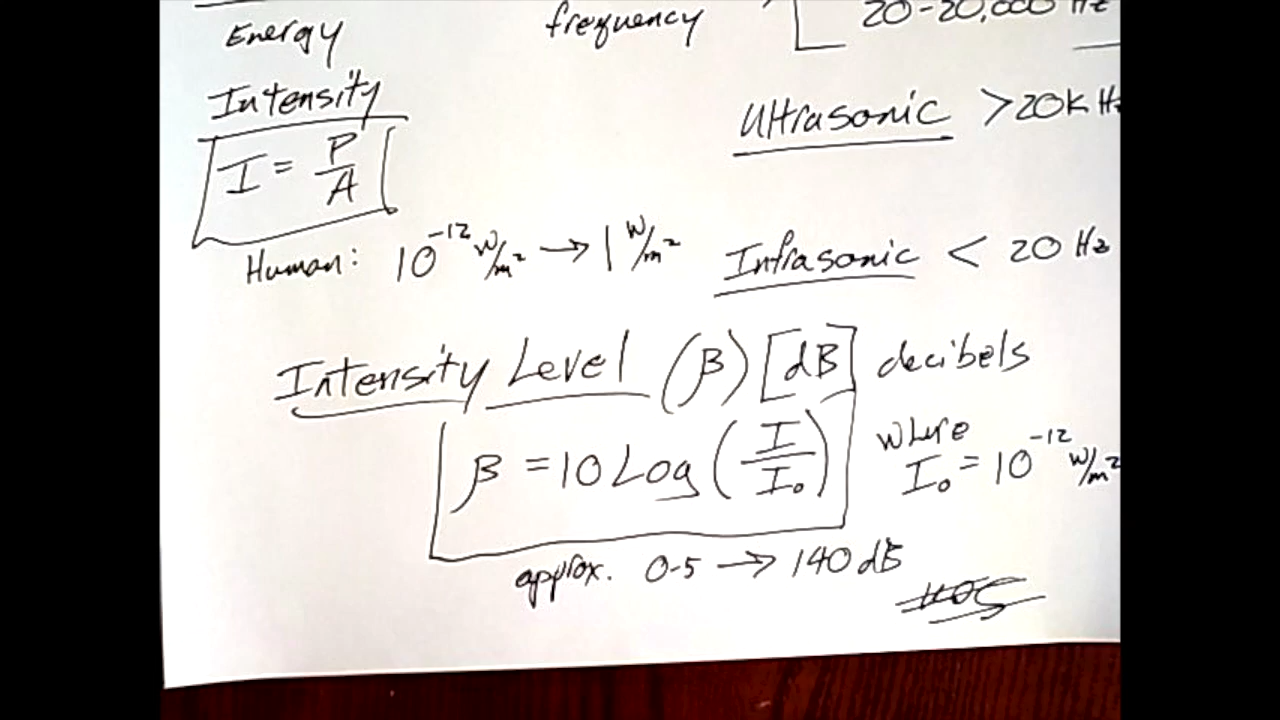 Energy
frequency
20-20,000 Hz
Intensity
I = P/A
Ultrasonic >20K Hz
Human: 10^-12 W/m² → 1 W/m²
Infrasonic < 20 Hz
Intensity Level (β) [dB] decibels
β = 10 Log (I/I₀)
where
I₀ = 10^-12 W/m²
approx. 0-5 → 140 dB